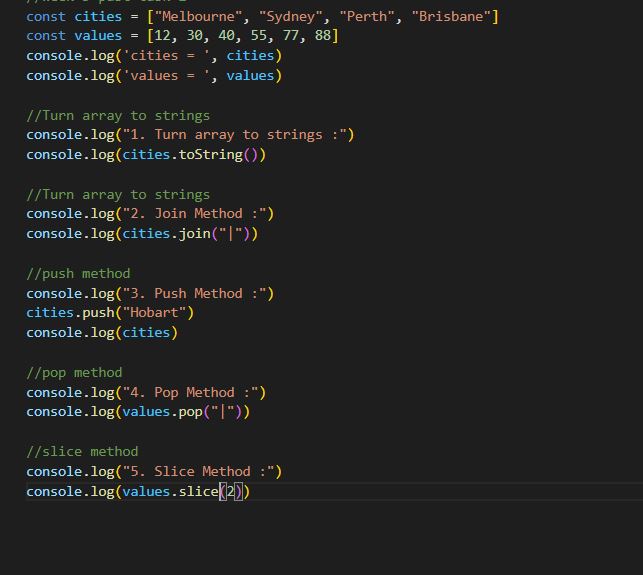 const cities = ["Melbourne", "Sydney", "Perth", "Brisbane"]
const values = [12, 30, 40, 55, 77, 88]
console.log('cities = ', cities)
console.log('values = ', values)
//Turn array to strings
console.log("1. Turn array to strings :")
console.log(cities.toString())
//Turn array to strings
console.log("2. Join Method :")
console.log(cities.join("|"))
//push method
console.log("3. Push Method :")
cities.push("Hobart")
console.log(cities)
//pop method
console.log("4. Pop Method :")
console.log(values.pop("|"))
//slice method
console.log("5. Slice Method :")
console.log(values.slice(2))